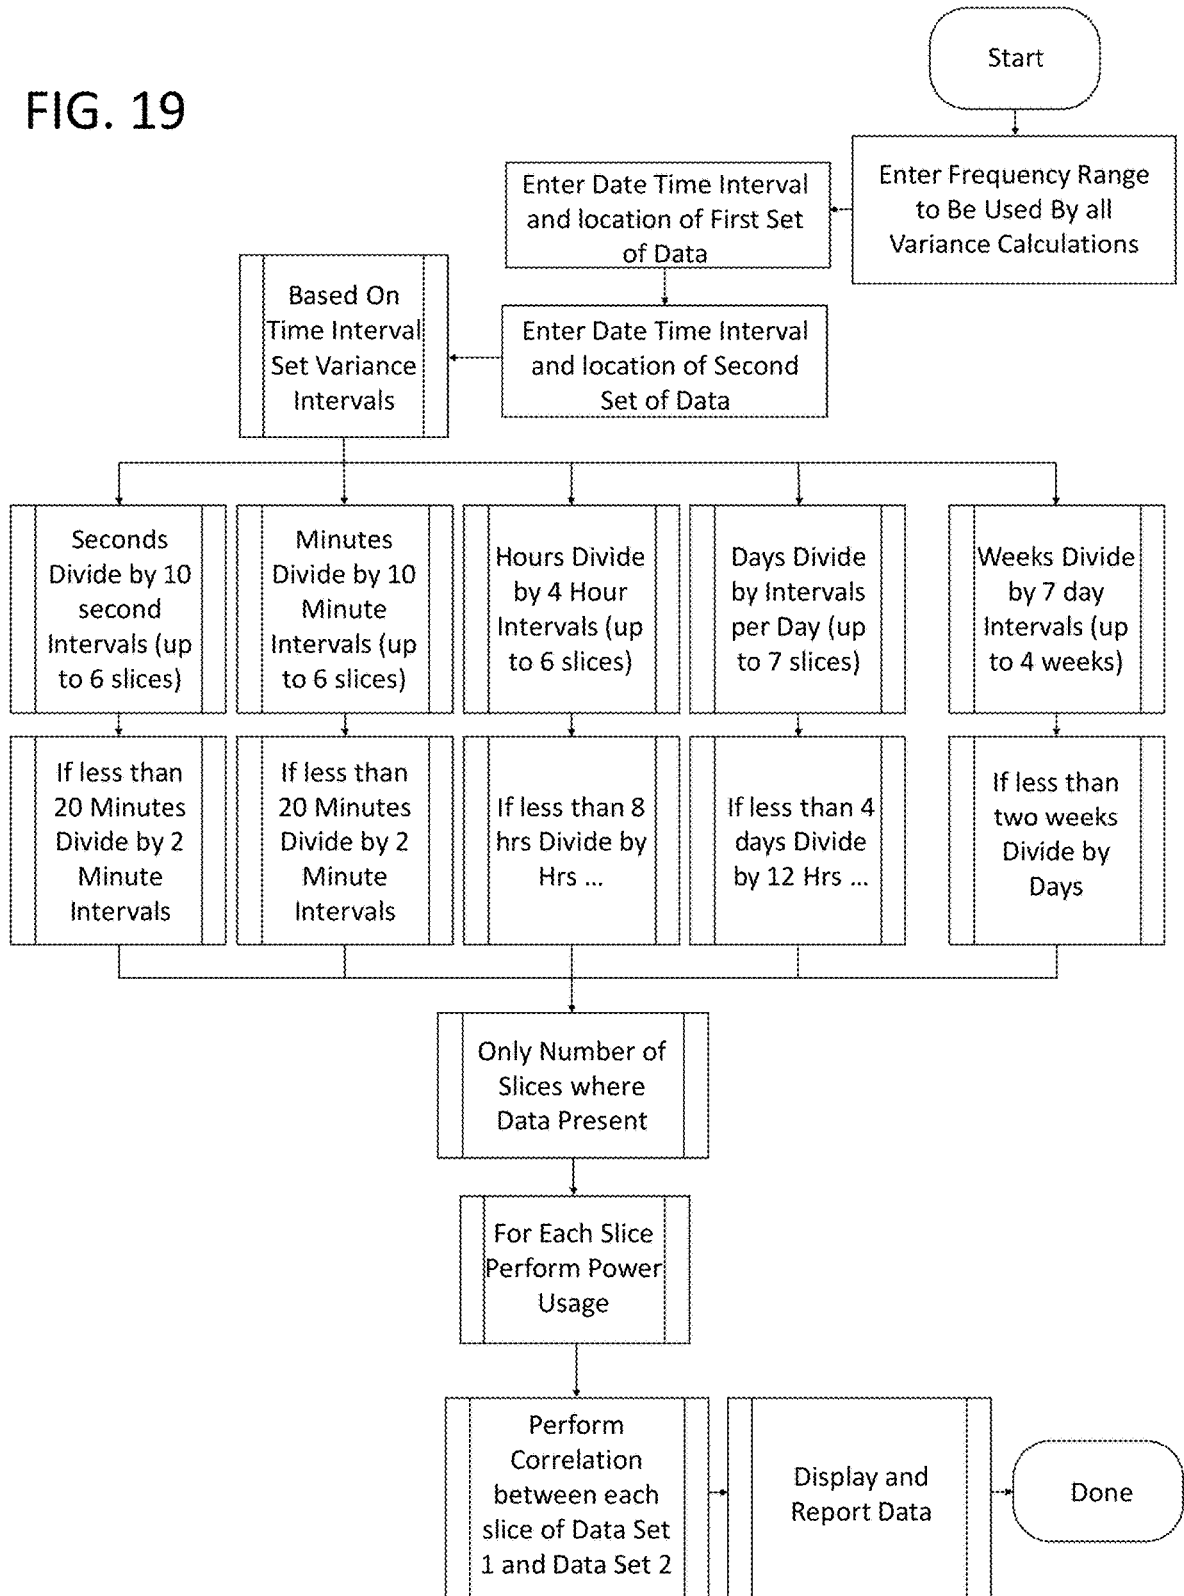 FIG. 19
Start
Enter Frequency Range
to Be Used By all
Variance Calculations
Enter Date Time Interval
and location of First Set
of Data
Enter Date Time Interval
and location of Second
Set of Data
Based On
Time Interval
Set Variance
Intervals
Seconds
Divide by 10
second
Intervals (up
to 6 slices)
Minutes
Divide by 10
Minute
Intervals (up
to 6 slices)
Hours Divide
by 4 Hour
Intervals (up
to 6 slices)
Days Divide
by Intervals
per Day (up
to 7 slices)
Weeks Divide
by 7 day
Intervals (up
to 4 weeks)
If less than
20 Minutes
Divide by 2
Minute
Intervals
If less than
20 Minutes
Divide by 2
Minute
Intervals
If less than 8
hrs Divide by
Hrs ...
If less than 4
days Divide
by 12 Hrs ...
If less than
two weeks
Divide by
Days
Only Number of
Slices where
Data Present
For Each Slice
Perform Power
Usage
Perform
Correlation
between each
slice of Data Set
1 and Data Set 2
Display and
Report Data
Done